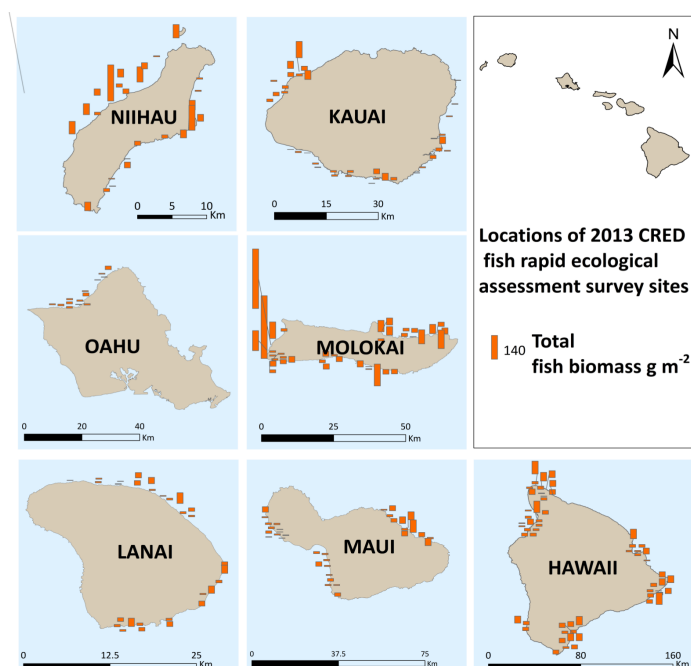 NIIHAU
0 5 10
Km
KAUAI
0 15 30
Km
N
Locations of 2013 CRED
fish rapid ecological
assessment survey sites
140 Total
fish biomass g m-2
OAHU
0 20 40
Km
MOLOKAI
0 25 50
Km
LANAI
0 12.5 25
Km
MAUI
0 37.5 75
Km
HAWAII
0 80 160
Km